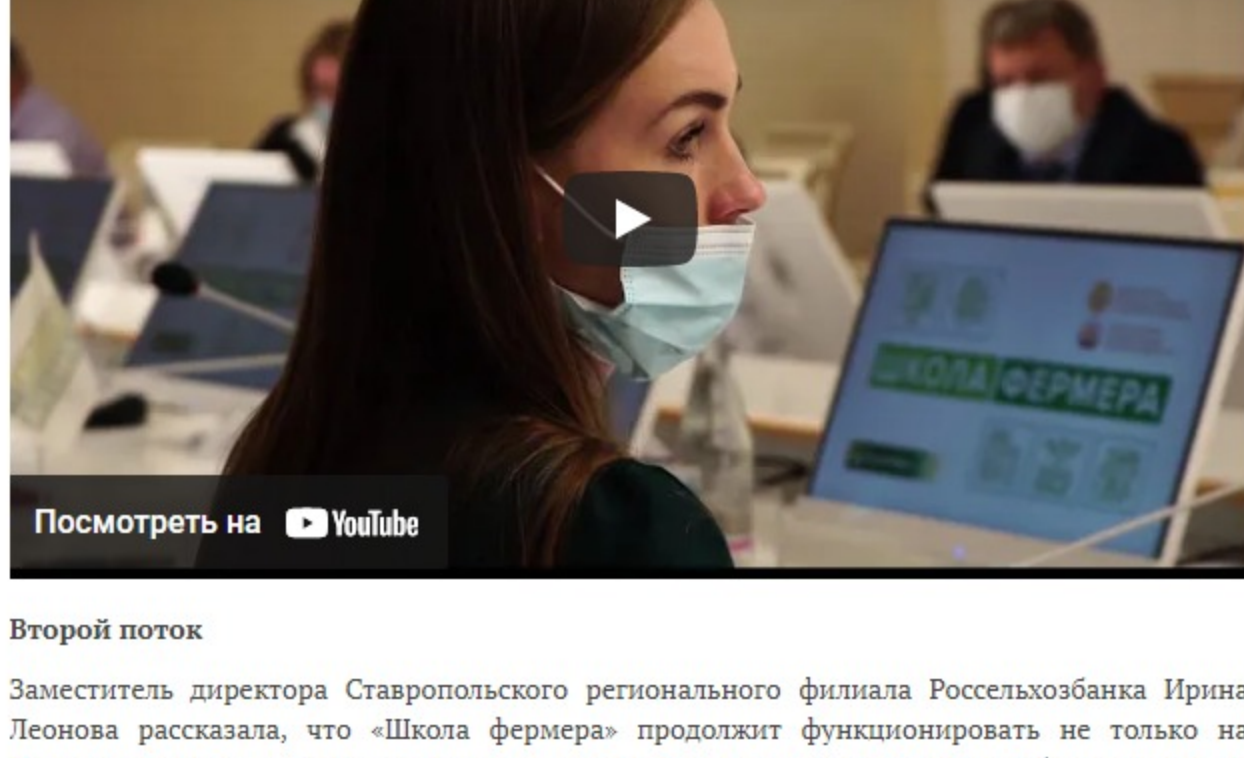 ШКОЛА ФЕРМЕРА
Посмотреть на YouTube
Второй поток
Заместитель директора Ставропольского регионального филиала Россельхозбанка Ирина
Леонова рассказала, что «Школа фермера» продолжит функционировать не только на